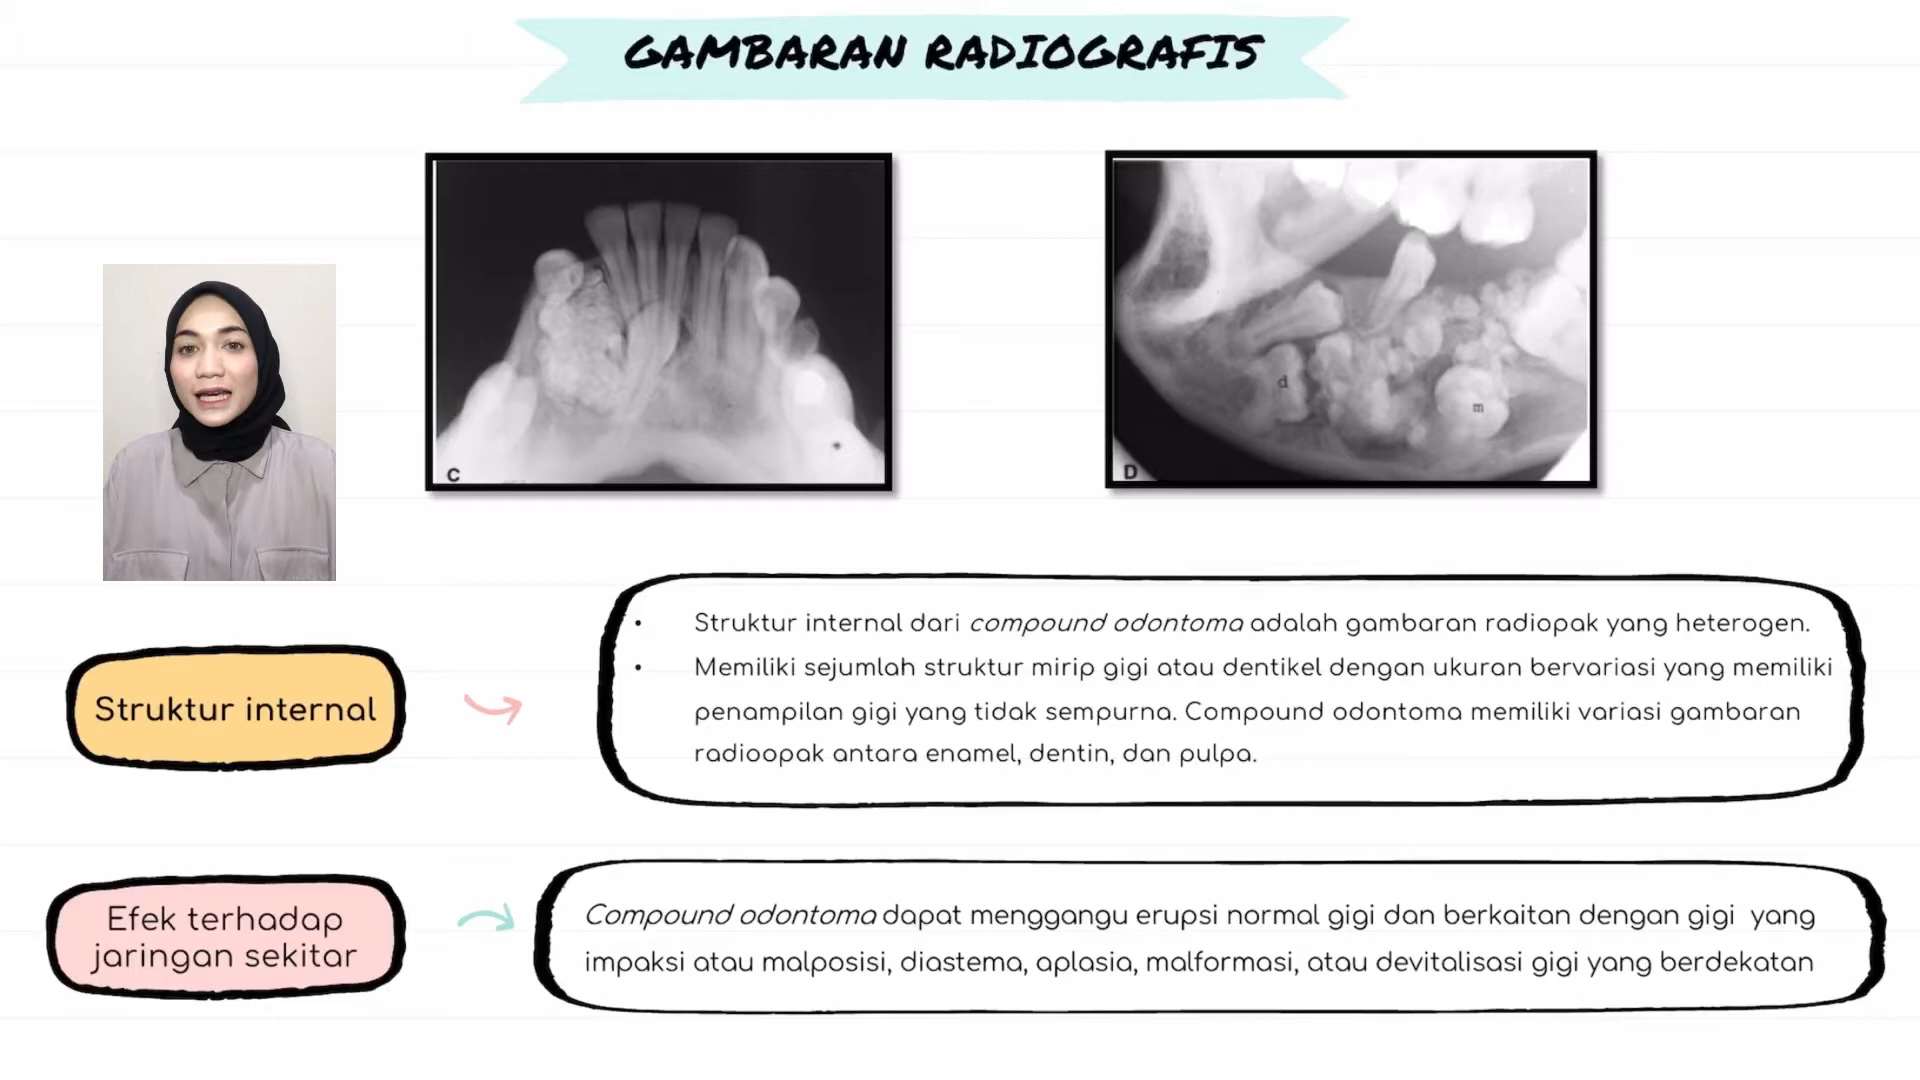 GAMBARAN RADIOGRAFIS
C
d
m
D
Struktur internal
• Struktur internal dari compound odontoma adalah gambaran radiopak yang heterogen.
• Memiliki sejumlah struktur mirip gigi atau dentikel dengan ukuran bervariasi yang memiliki
penampilan gigi yang tidak sempurna. Compound odontoma memiliki variasi gambaran
radioopak antara enamel, dentin, dan pulpa.
Efek terhadap
jaringan sekitar
Compound odontoma dapat menggangu erupsi normal gigi dan berkaitan dengan gigi yang
impaksi atau malposisi, diastema, aplasia, malformasi, atau devitalisasi gigi yang berdekatan